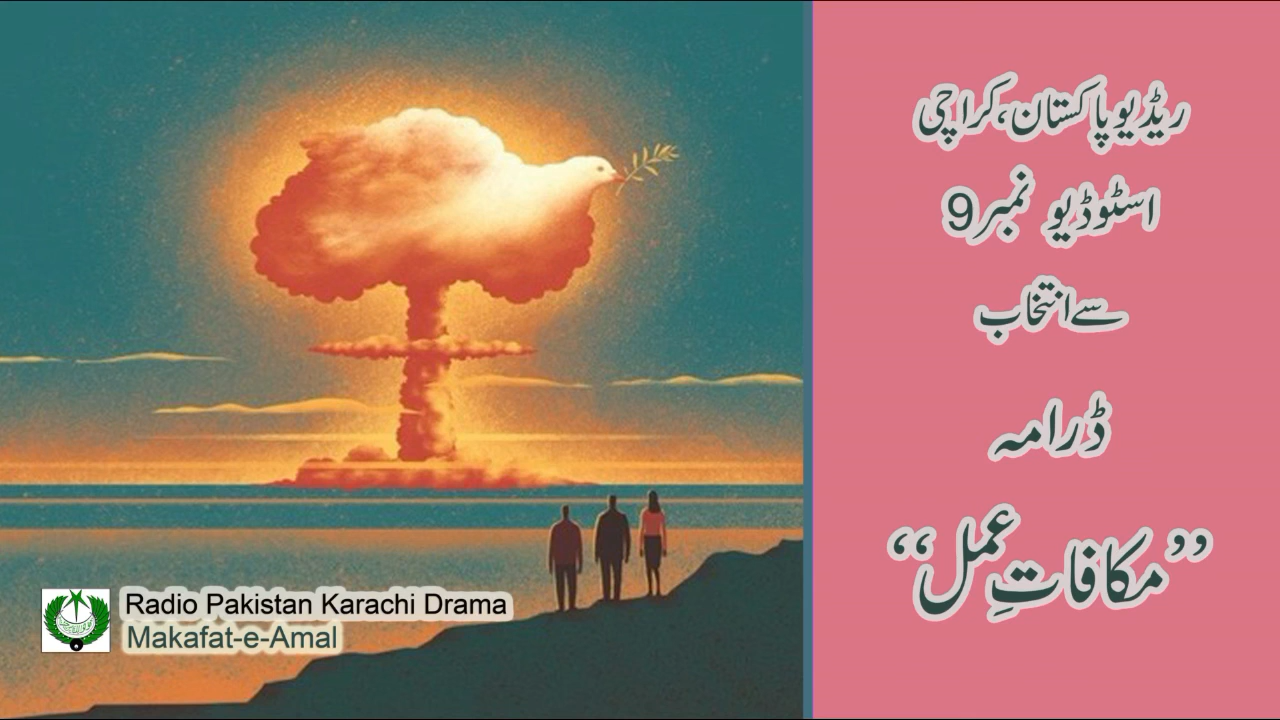 ریڈیو پاکستان، کراچی
اسٹوڈیو نمبر 9
سے انتخاب
ڈرامہ
”مکافاتِ عمل“
Radio Pakistan Karachi Drama
Makafat-e-Amal